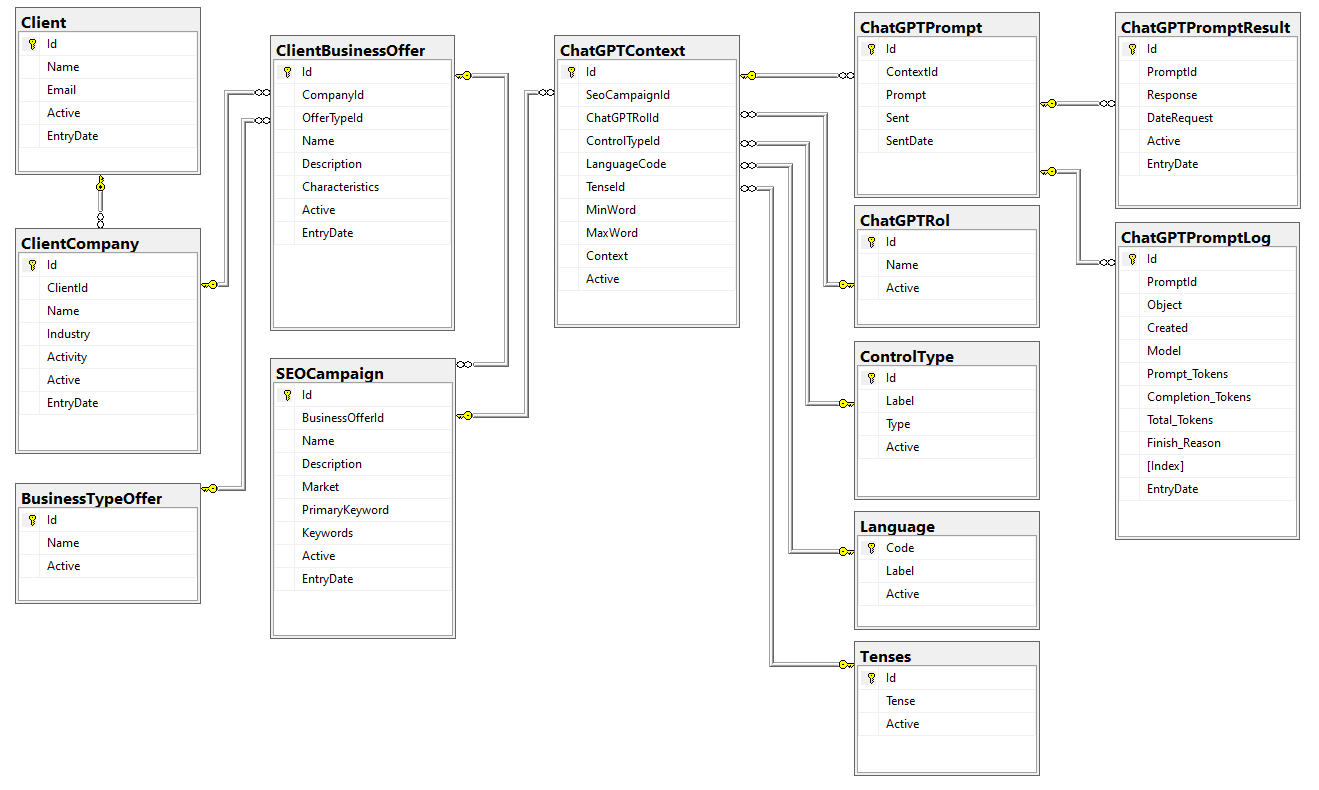 Client
Id
Name
Email
Active
EntryDate
ClientCompany
Id
ClientId
Name
Industry
Activity
Active
EntryDate
BusinessTypeOffer
Id
Name
Active
ClientBusinessOffer
Id
CompanyId
OfferTypeId
Name
Description
Characteristics
Active
EntryDate
SEOCampaign
Id
BusinessOfferId
Name
Description
Market
PrimaryKeyword
Keywords
Active
EntryDate
ChatGPTContext
Id
SeoCampaignId
ChatGPTRolId
ControlTypeId
LanguageCode
TenseId
MinWord
MaxWord
Context
Active
ChatGPTPrompt
Id
ContextId
Prompt
Sent
SentDate
ChatGPTRol
Id
Name
Active
ControlType
Id
Label
Type
Active
Language
Code
Label
Active
Tenses
Id
Tense
Active
ChatGPTPromptResult
Id
PromptId
Response
DateRequest
Active
EntryDate
ChatGPTPromptLog
Id
PromptId
Object
Created
Model
Prompt_Tokens
Completion_Tokens
Total_Tokens
Finish_Reason
[Index]
EntryDate